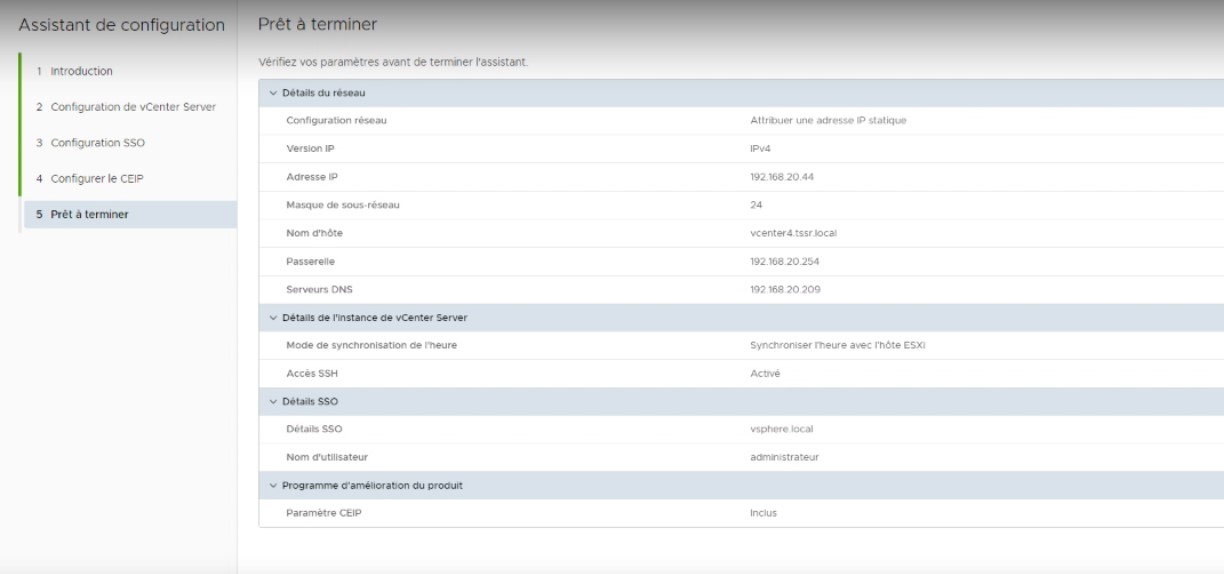 Assistant de configuration
1 Introduction
2 Configuration de vCenter Server
3 Configuration SSO
4 Configurer le CEIP
5 Prêt à terminer
Prêt à terminer
Vérifiez vos paramètres avant de terminer l'assistant.
Détails du réseau
Configuration réseau Attribuer une adresse IP statique
Version IP IPv4
Adresse IP 192.168.20.44
Masque de sous-réseau 24
Nom d'hôte vcenter4.tssr.local
Passerelle 192.168.20.254
Serveurs DNS 192.168.20.209
Détails de l'instance de vCenter Server
Mode de synchronisation de l'heure Synchroniser l'heure avec l'hôte ESXi
Accès SSH Activé
Détails SSO
Détails SSO vsphere.local
Nom d'utilisateur administrateur
Programme d'amélioration du produit
Paramètre CEIP Inclus